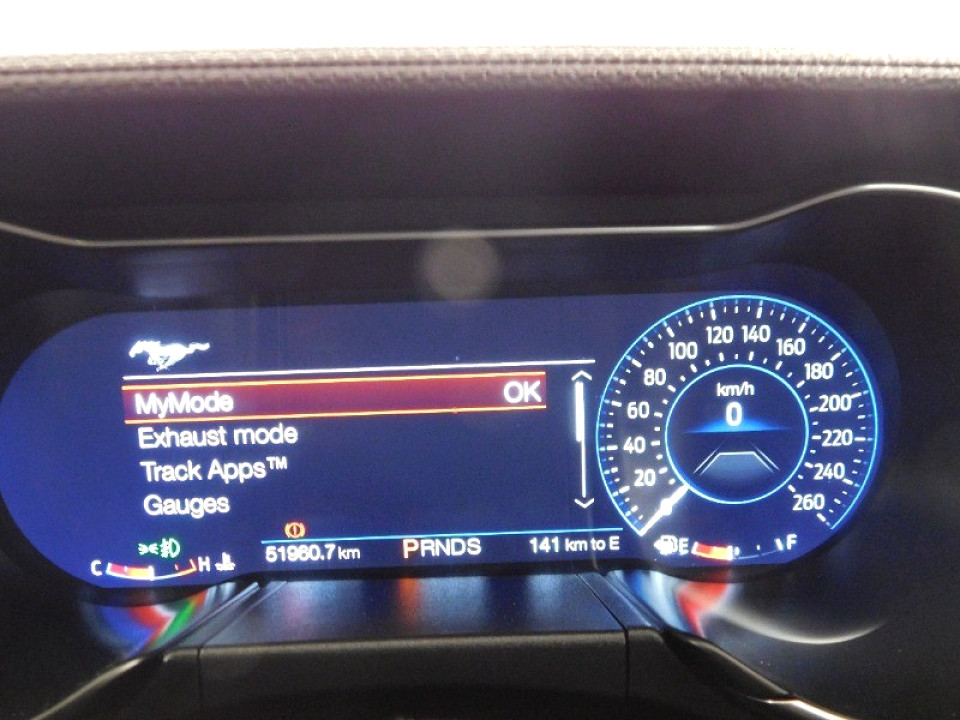 MyMode OK
Exhaust mode
Track Apps™
Gauges
C H
51980.7 km
PRNDS
141 km to E
20
40
60
80
100
120
140
160
180
200
220
240
260
km/h
0
E F